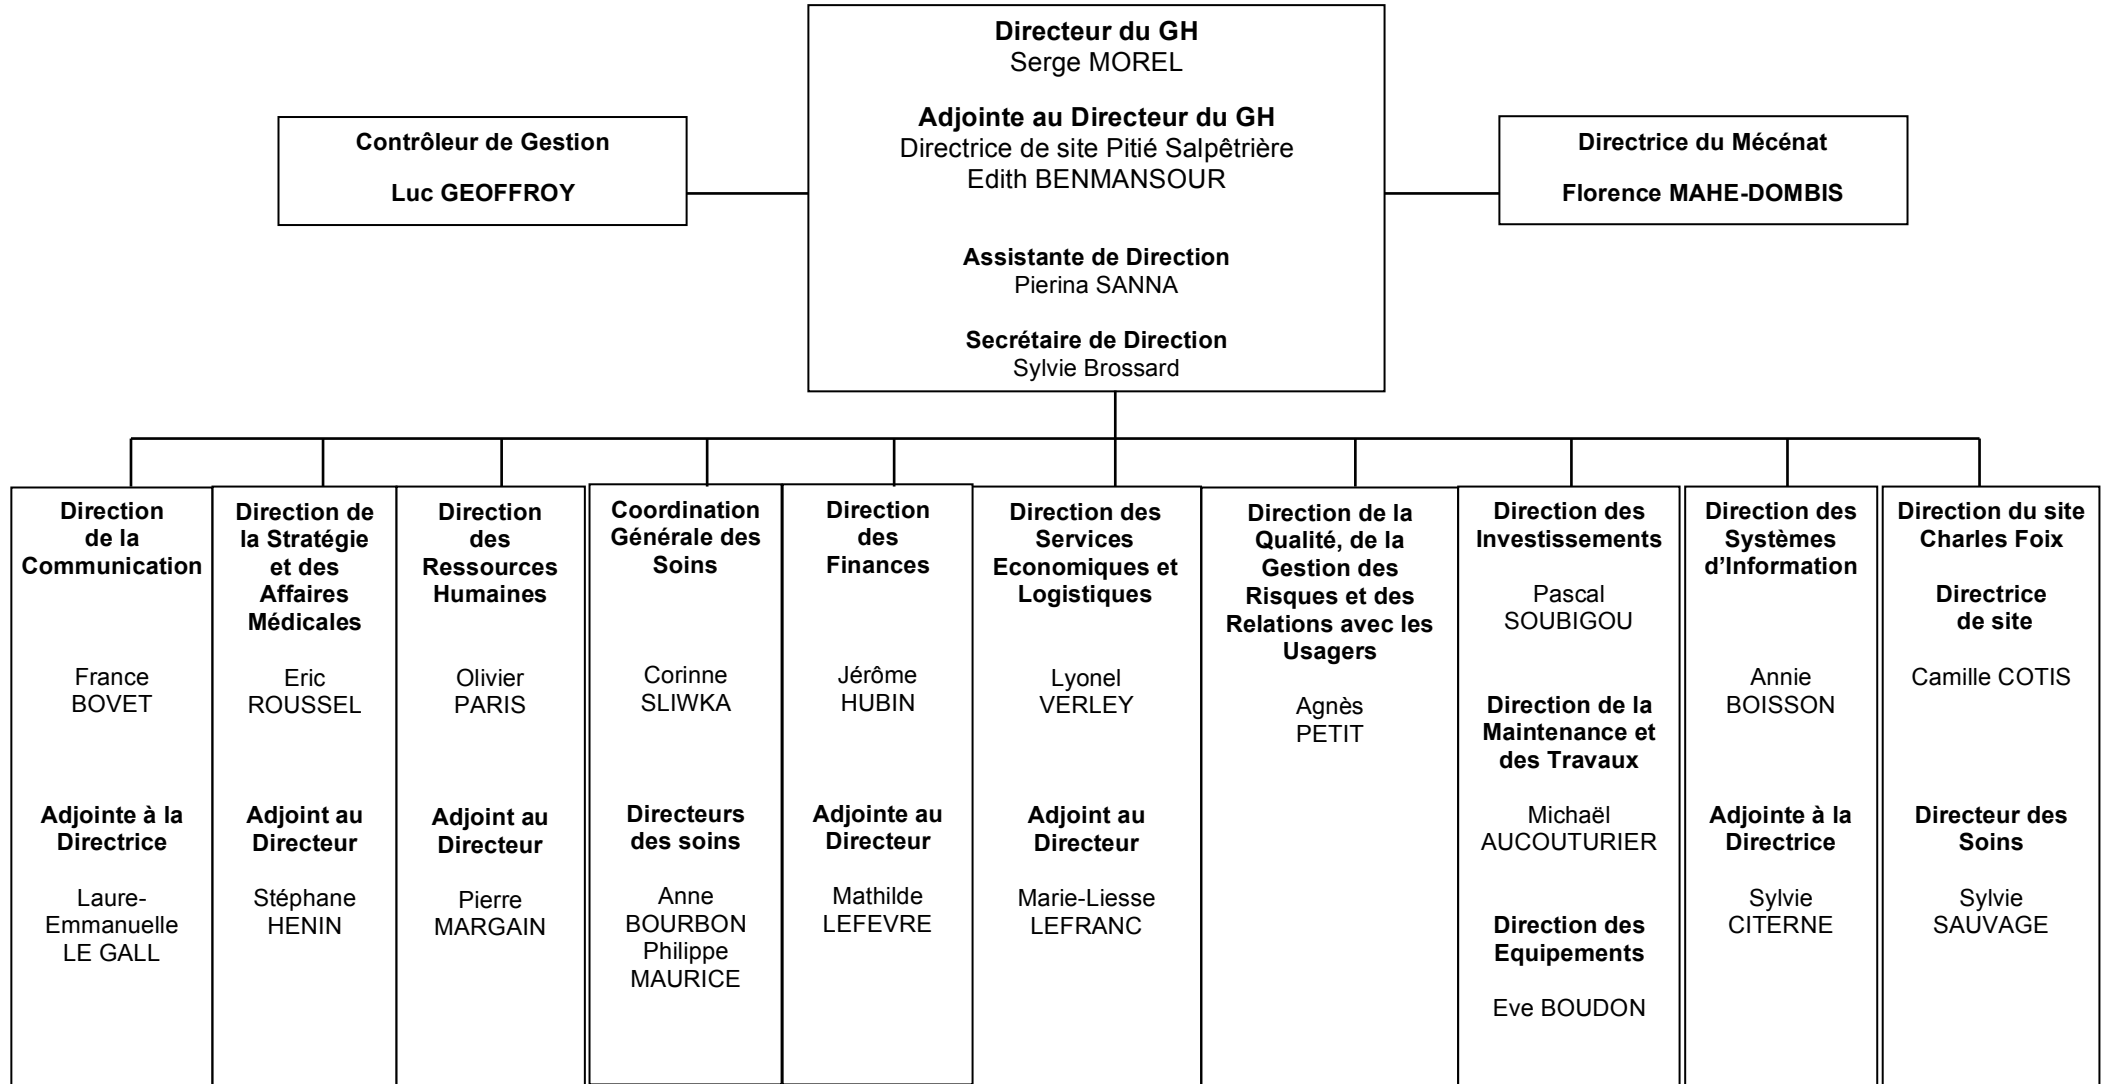 Directeur du GH
Serge MOREL
Adjointe au Directeur du GH
Directrice de site Pitié Salpêtrière
Edith BENMANSOUR
Assistante de Direction
Pierina SANNA
Secrétaire de Direction
Sylvie Brossard
Contrôleur de Gestion
Luc GEOFFROY
Directrice du Mécénat
Florence MAHE-DOMBIS
Direction
de la
Communication
France
BOVET
Adjointe à la
Directrice
Laure-
Emmanuelle
LE GALL
Direction de
la Stratégie
et des
Affaires
Médicales
Eric
ROUSSEL
Adjoint au
Directeur
Stéphane
HENIN
Direction
des
Ressources
Humaines
Olivier
PARIS
Adjoint au
Directeur
Pierre
MARGAIN
Coordination
Générale des
Soins
Corinne
SLIWKA
Directeurs
des soins
Anne
BOURBON
Philippe
MAURICE
Direction
des
Finances
Jérôme
HUBIN
Adjointe au
Directeur
Mathilde
LEFEVRE
Direction des
Services
Economiques et
Logistiques
Lyonel
VERLEY
Adjoint au
Directeur
Marie-Liesse
LEFRANC
Direction de la
Qualité, de la
Gestion des
Risques et des
Relations avec les
Usagers
Agnès
PETIT
Direction des
Investissements
Pascal
SOUBIGOU
Direction de la
Maintenance et
des Travaux
Michaël
AUCOUTURIER
Direction des
Equipements
Eve BOUDON
Direction des
Systèmes
d’Information
Annie
BOISSON
Adjointe à la
Directrice
Sylvie
CITERNE
Direction du site
Charles Foix
Directrice
de site
Camille COTIS
Directeur des
Soins
Sylvie
SAUVAGE